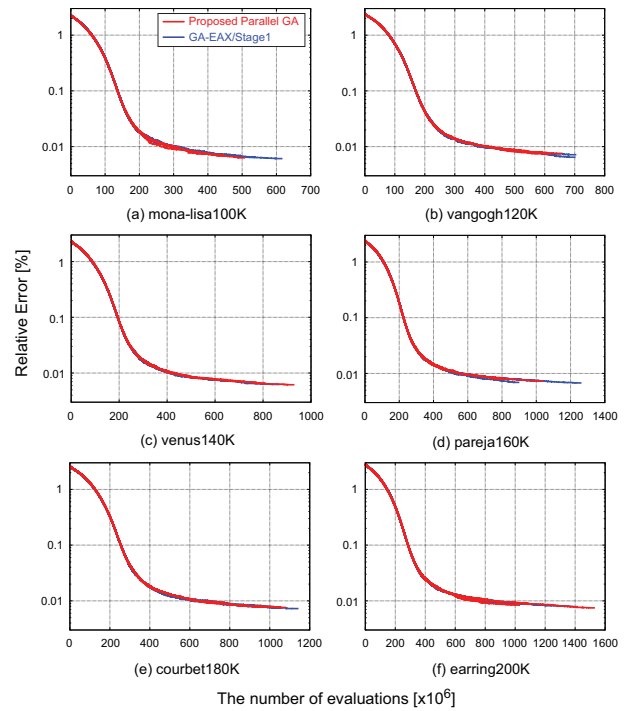 Proposed Parallel GA
GA-EAX/Stage1
1
0.1
0.01
0 100 200 300 400 500 600 700
(a) mona-lisa100K
1
0.1
0.01
0 100 200 300 400 500 600 700 800
(b) vangogh120K
Relative Error [%]
1
0.1
0.01
0 200 400 600 800 1000
(c) venus140K
1
0.1
0.01
0 200 400 600 800 1000 1200 1400
(d) pareja160K
1
0.1
0.01
0 200 400 600 800 1000 1200
(e) courbet180K
1
0.1
0.01
0 200 400 600 800 1000 1200 1400 1600
(f) earring200K
The number of evaluations [x10⁶]